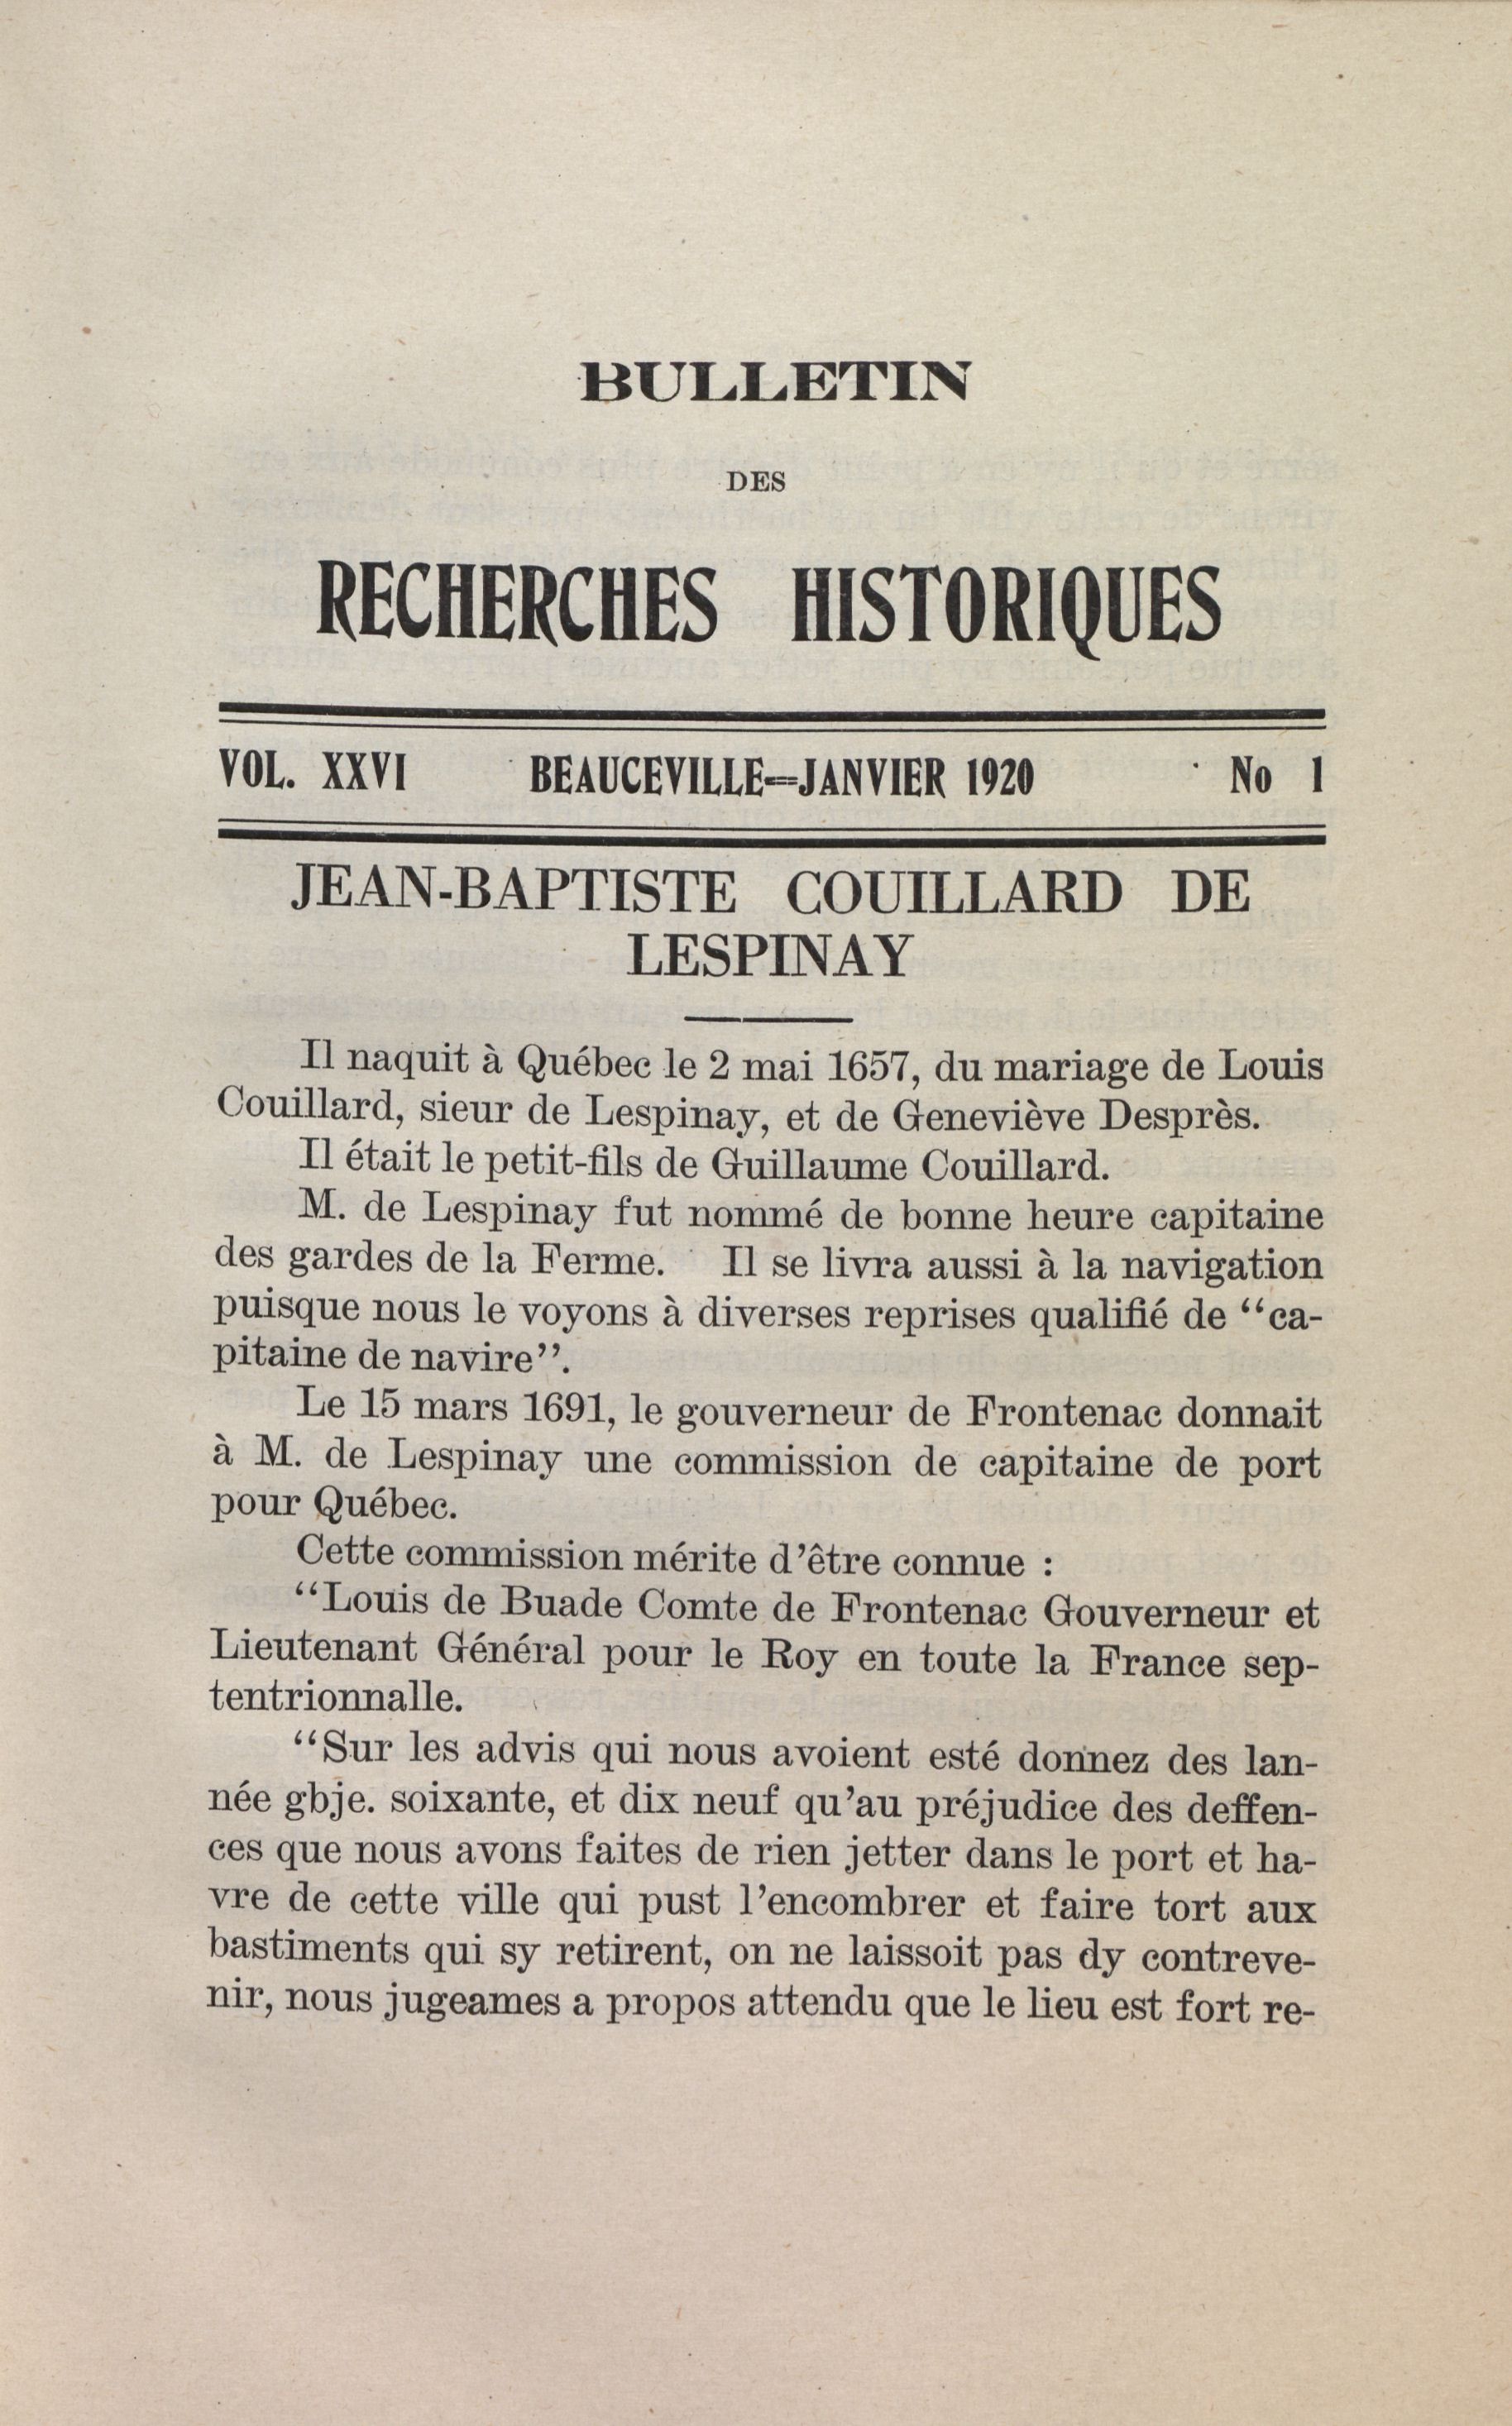 BULLETIN
DES
RECHERCHES HISTORIQUES
VOL. XXVI BEAUCEVILLE=JANVIER 1920 No 1
JEAN-BAPTISTE COUILLARD DE
LESPINAY
Il naquit à Québec le 2 mai 1657, du mariage de Louis
Couillard, sieur de Lespinay, et de Geneviève Desprès.
Il était le petit-fils de Guillaume Couillard.
M. de Lespinay fut nommé de bonne heure capitaine
des gardes de la Ferme. Il se livra aussi à la navigation
puisque nous le voyons à diverses reprises qualifié de “ca-
pitaine de navire”.
Le 15 mars 1691, le gouverneur de Frontenac donnait
à M. de Lespinay une commission de capitaine de port
pour Québec.
Cette commission mérite d’être connue :
“Louis de Buade Comte de Frontenac Gouverneur et
Lieutenant Général pour le Roy en toute la France sep-
tentrionnalle.
“Sur les advis qui nous avoient esté donnez des lan-
née gbje. soixante, et dix neuf qu’au préjudice des deffen-
ces que nous avons faites de rien jetter dans le port et ha-
vre de cette ville qui pust l’encombrer et faire tort aux
bastiments qui sy retirent, on ne laissoit pas dy contreve-
nir, nous jugeames a propos attendu que le lieu est fort re-